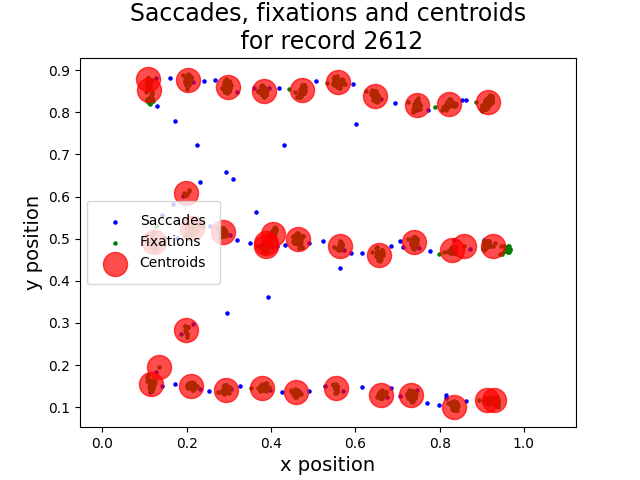 Saccades, fixations and centroids
for record 2612
0.9
0.8
0.7
0.6
0.5
0.4
0.3
0.2
0.1
y position
Saccades
Fixations
Centroids
0.0 0.2 0.4 0.6 0.8 1.0
x position